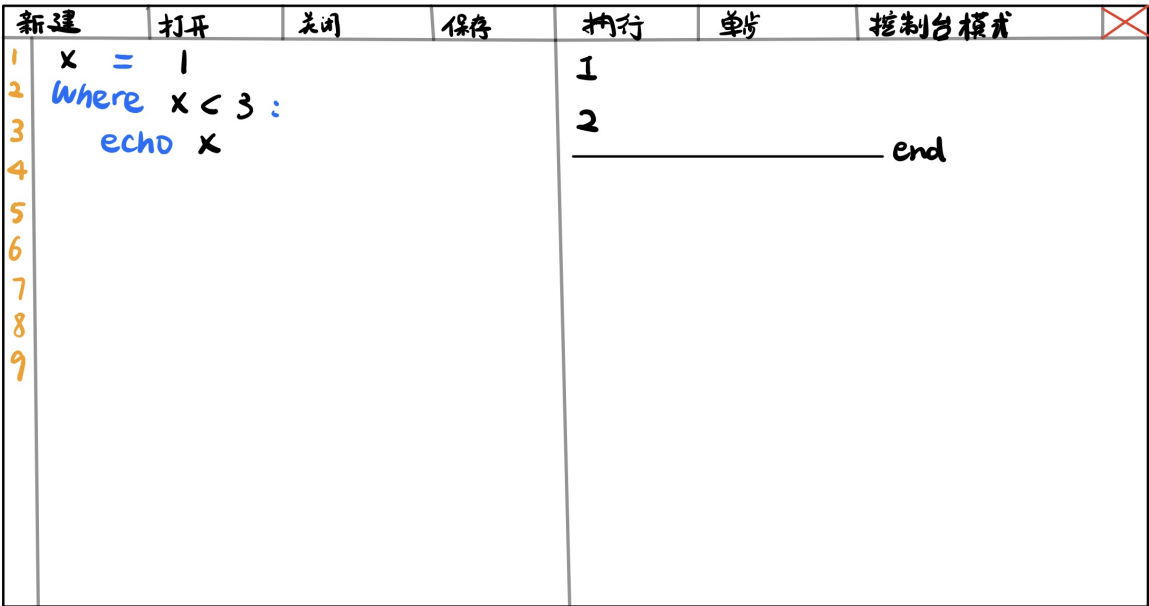 新建 打开 关闭 保存 执行 单步 控制台模式
1 x = 1
2 where x < 3 :
3 echo x
4
5
6
7
8
9
1
2
end